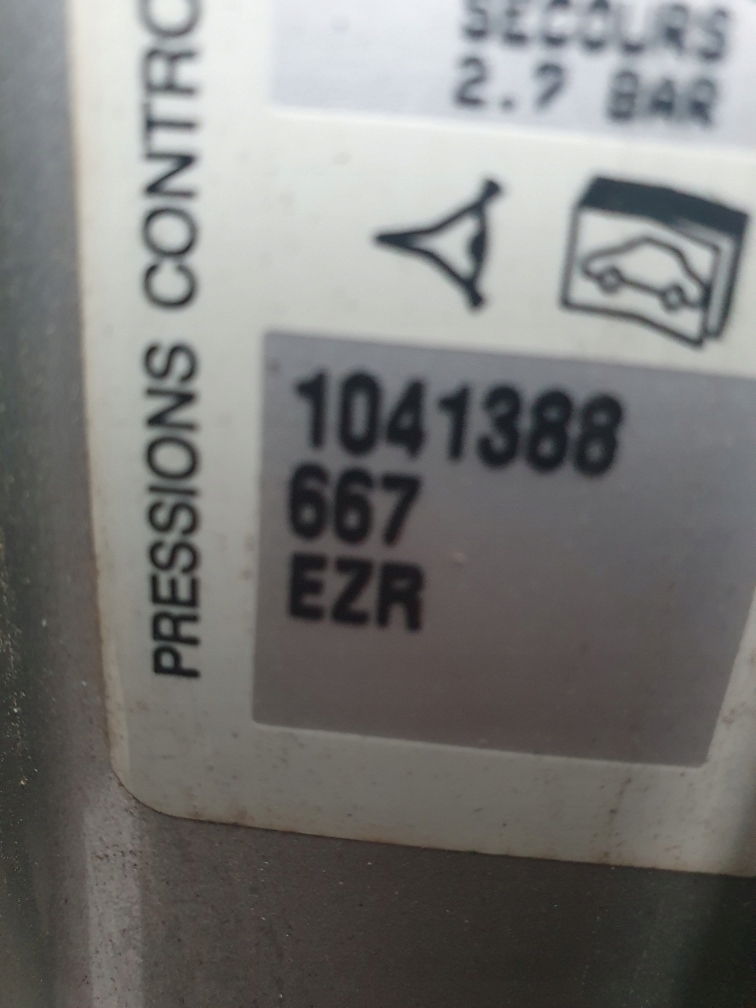 SECOURS
2.7 BAR
PRESSIONS CONTRO
1041388
667
EZR